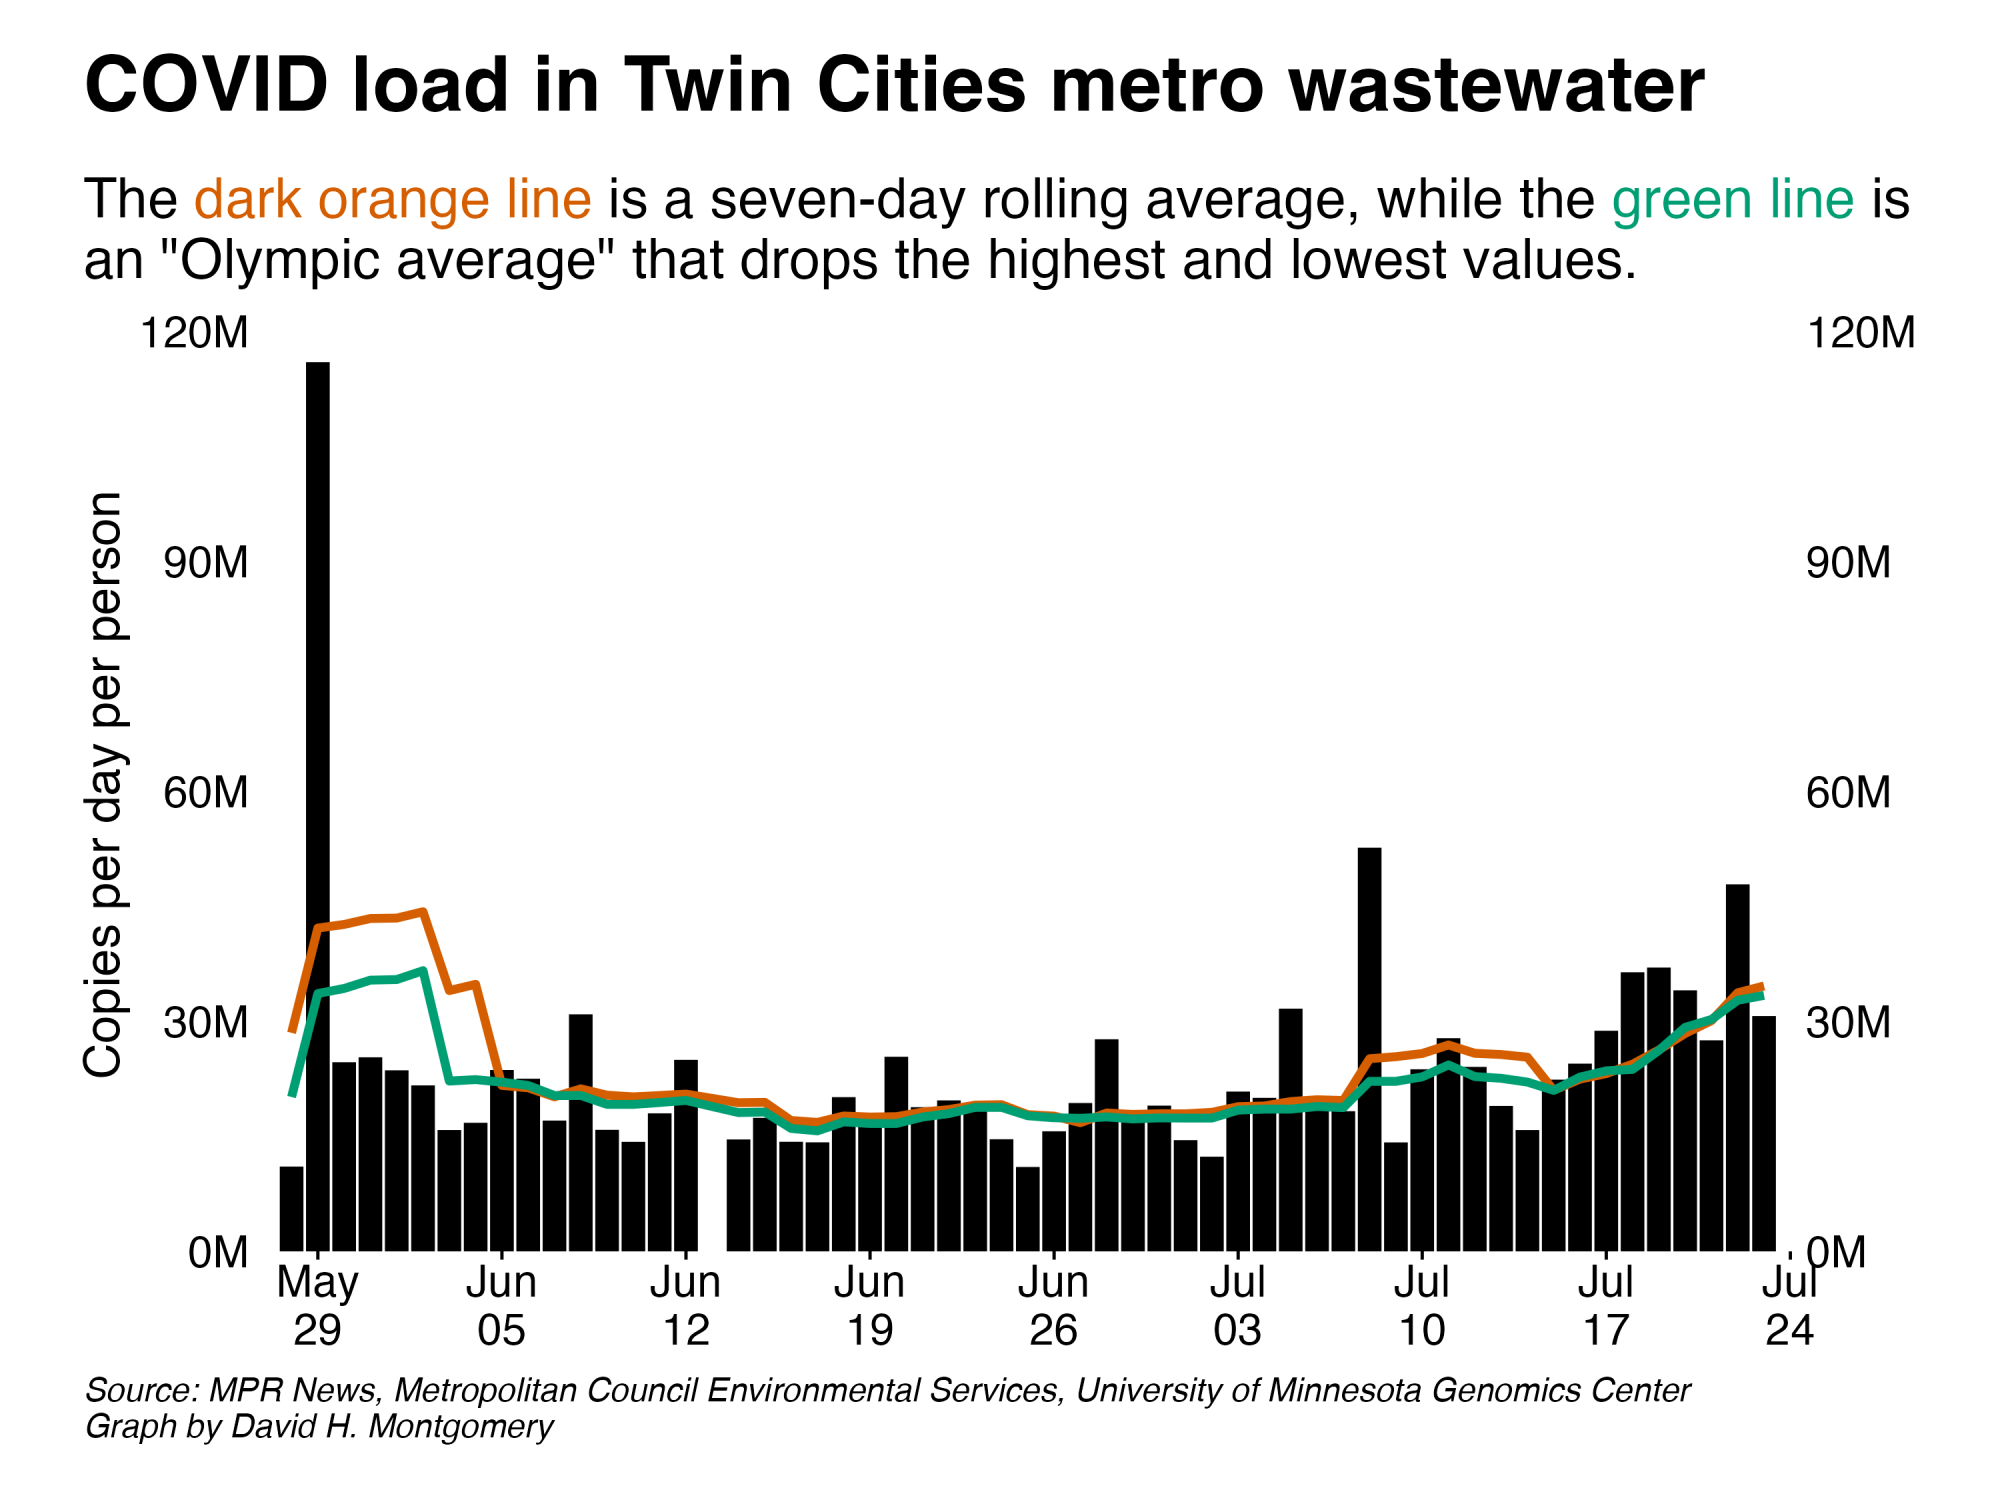 COVID load in Twin Cities metro wastewater
The dark orange line is a seven-day rolling average, while the green line is
an "Olympic average" that drops the highest and lowest values.
120M
90M
60M
30M
0M
Copies per day per person
120M
90M
60M
30M
0M
May Jun Jun Jun Jun Jul Jul Jul Jul
29 05 12 19 26 03 10 17 24
Source: MPR News, Metropolitan Council Environmental Services, University of Minnesota Genomics Center
Graph by David H. Montgomery